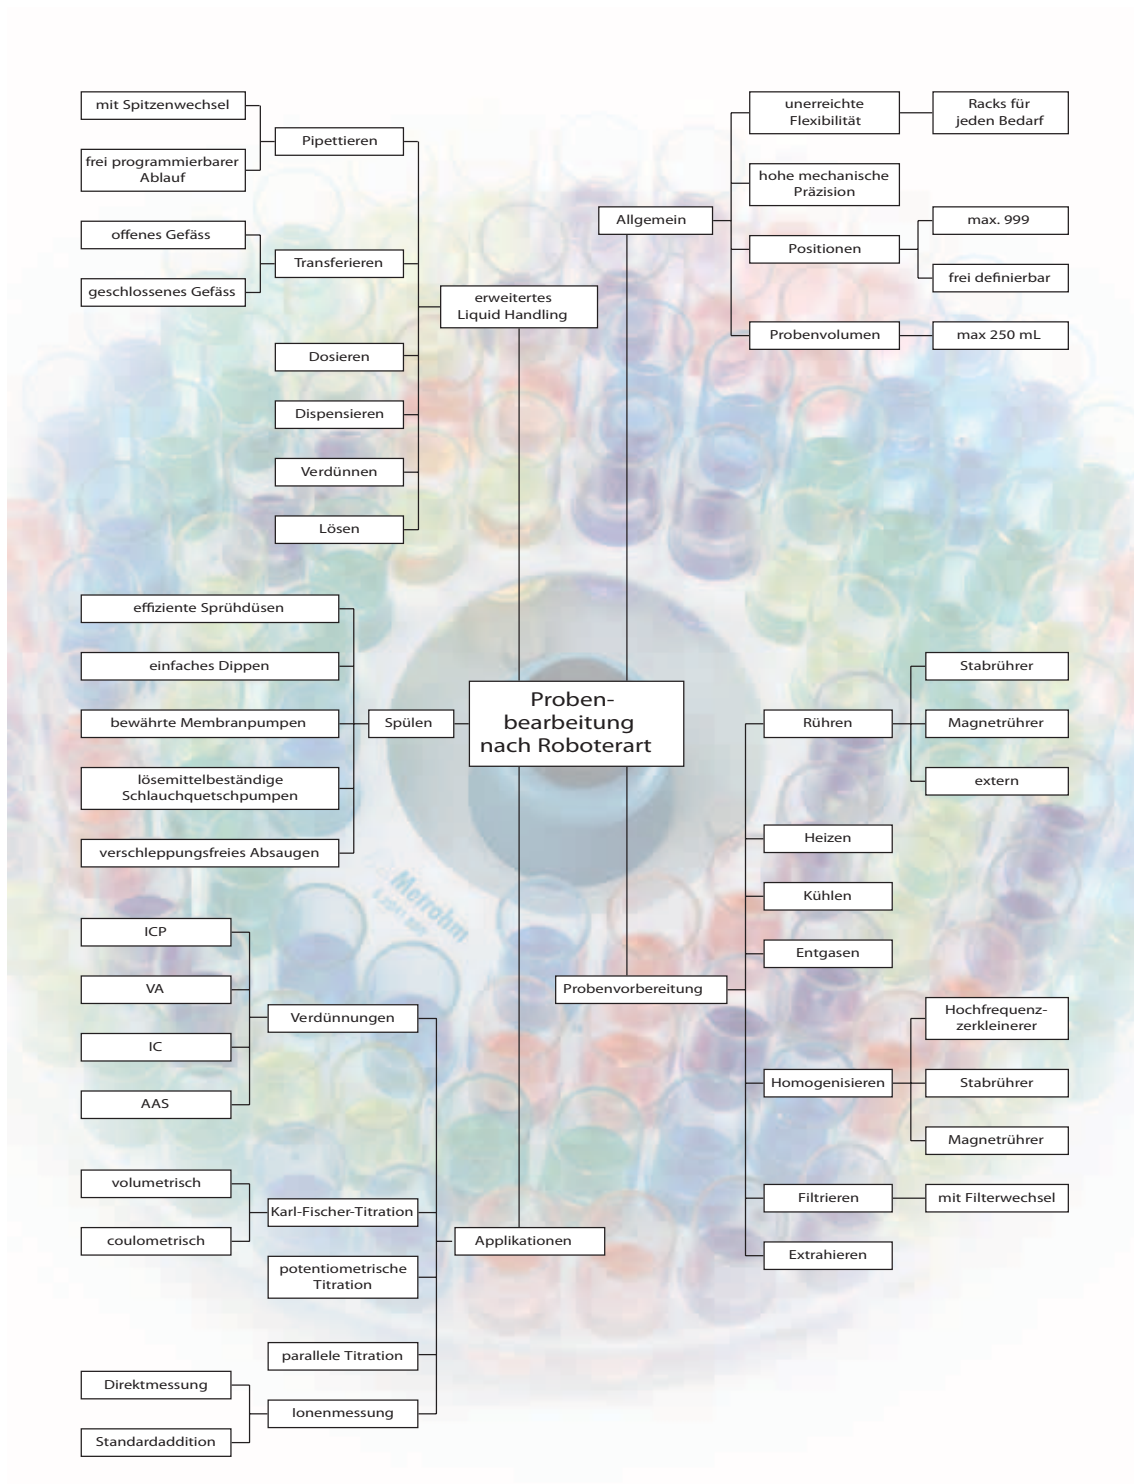 mit Spitzenwechsel
frei programmierbarer
Ablauf
Pipettieren
offenes Gefäss
geschlossenes Gefäss
Transferieren
erweitertes
Liquid Handling
Dosieren
Dispensieren
Verdünnen
Lösen
Allgemein
unerreichte
Flexibilität
Racks für
jeden Bedarf
hohe mechanische
Präzision
Positionen
max. 999
frei definierbar
Probenvolumen
max 250 mL
effiziente Sprühdüsen
einfaches Dippen
bewährte Membranpumpen
lösemittelbeständige
Schlauchquetschpumpen
verschleppungsfreies Absaugen
Spülen
Proben-
bearbeitung
nach Roboterart
Rühren
Stabrührer
Magnetrührer
extern
Heizen
Kühlen
Entgasen
Probenvorbereitung
Homogenisieren
Hochfrequenz-
zerkleinerer
Stabrührer
Magnetrührer
Filtrieren
mit Filterwechsel
Extrahieren
Metrohm
ICP
VA
IC
AAS
Verdünnungen
volumetrisch
coulometrisch
Karl-Fischer-Titration
Applikationen
potentiometrische
Titration
parallele Titration
Direktmessung
Standardaddition
Ionenmessung